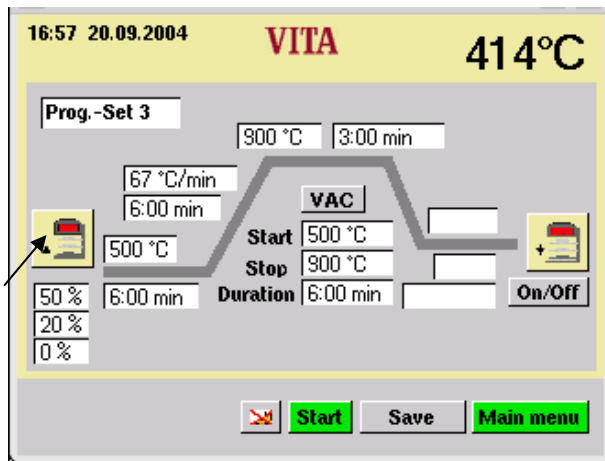 16:57 20.09.2004
VITA
414°C
Prog.-Set 3
900 °C
3:00 min
67 °C/min
6:00 min
VAC
500 °C
Start 500 °C
Stop 900 °C
Duration 6:00 min
6:00 min
On/Off
50 %
20 %
0 %
Start
Save
Main menu